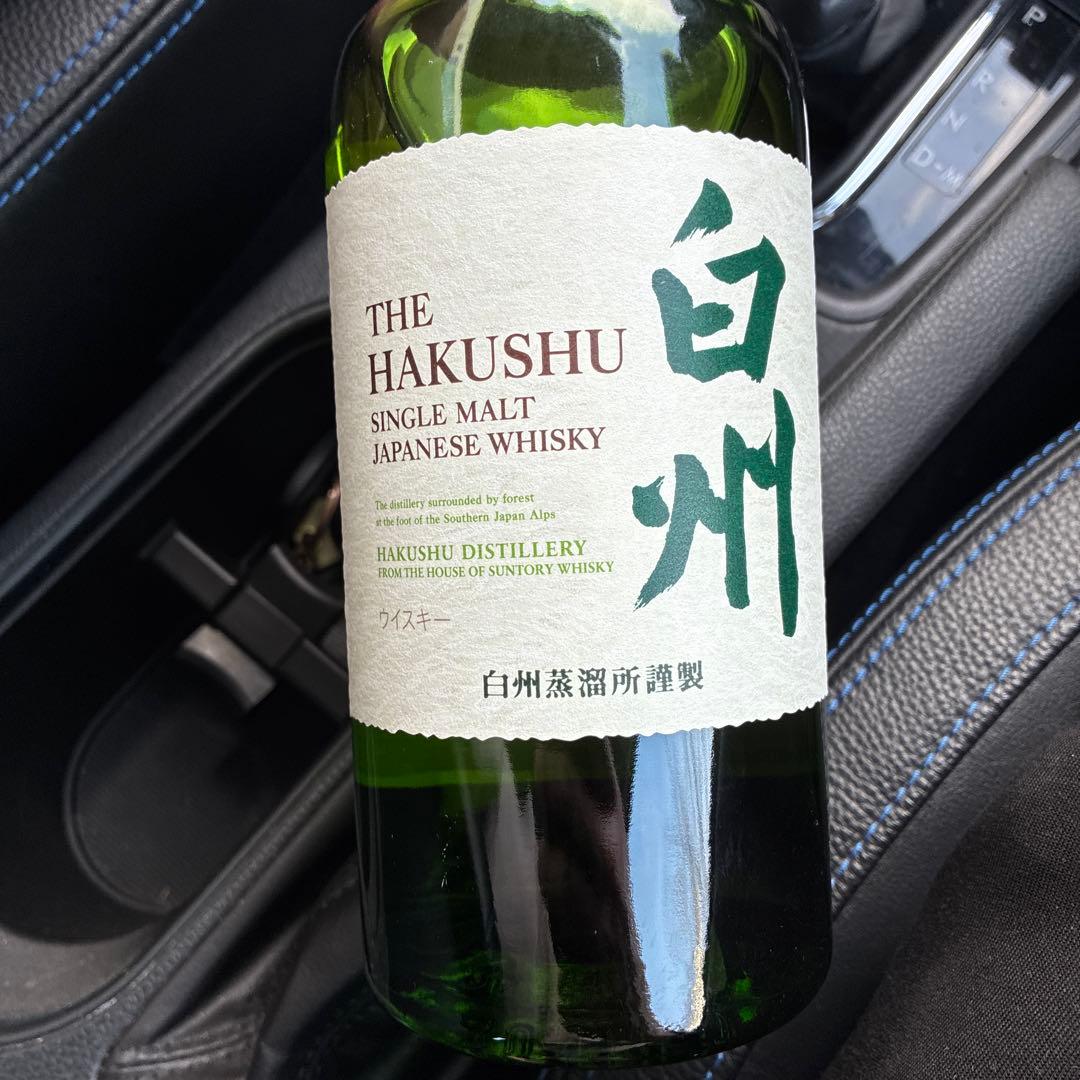 THE
HAKUSHU
SINGLE MALT
JAPANESE WHISKY
The distillery surrounded by forest
at the foot of the Southern Japan Alps
HAKUSHU DISTILLERY
FROM THE HOUSE OF SUNTORY WHISKY
ウイスキー
白州
白州蒸溜所謹製
P
R
N
D•M